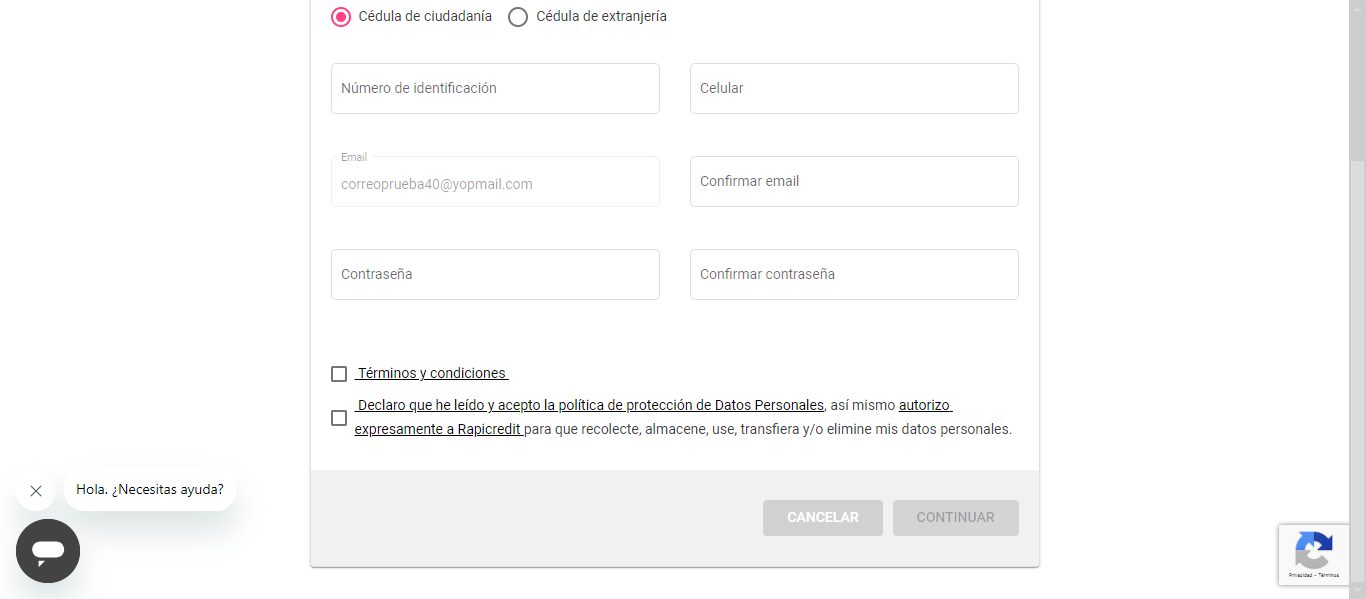 Cédula de ciudadanía Cédula de extranjería
Número de identificación Celular
Email
correoprueba40@yopmail.com Confirmar email
Contraseña Confirmar contraseña
Términos y condiciones
Declaro que he leído y acepto la política de protección de Datos Personales, así mismo autorizo
expresamente a Rapicredit para que recolecte, almacene, use, transfiera y/o elimine mis datos personales.
Hola. ¿Necesitas ayuda?
CANCELAR CONTINUAR
Privacidad - Términos